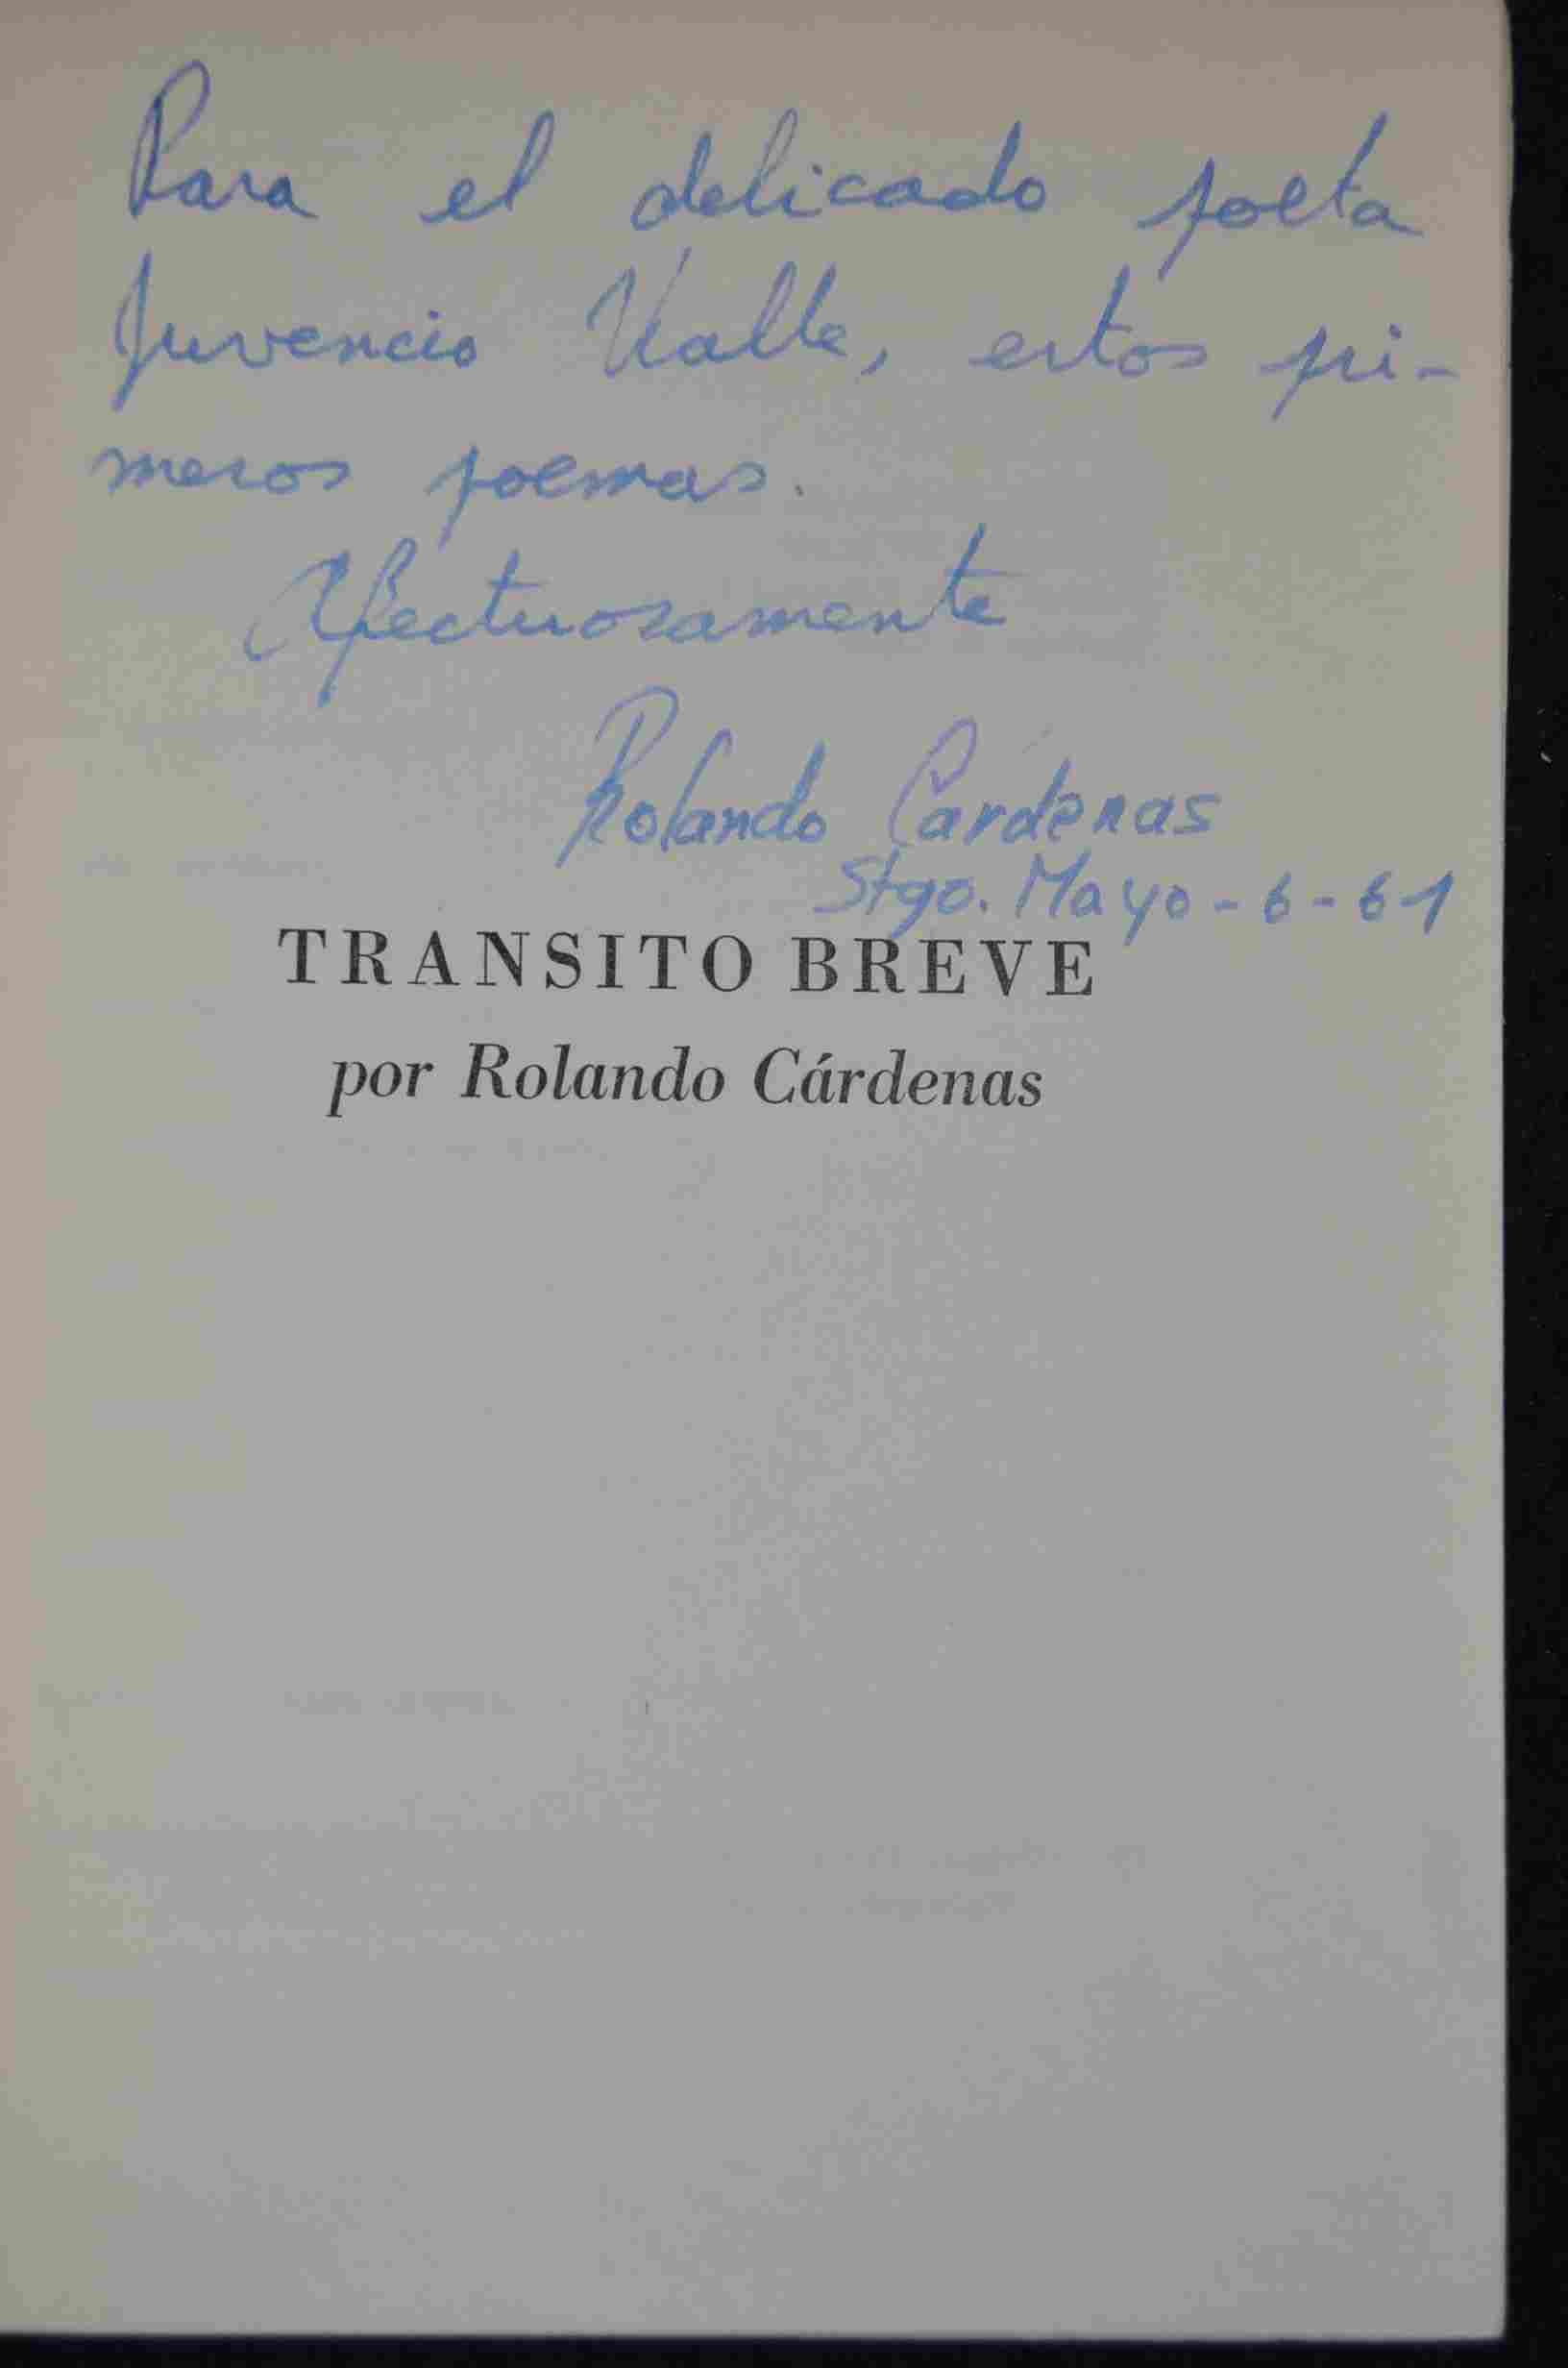 Para el delicado poeta
Juvencio Valle, estos pri-
meros poemas.
Afectuosamente
Rolando Cárdenas
Stgo. Mayo-6-61
TRANSITO BREVE
por Rolando Cárdenas